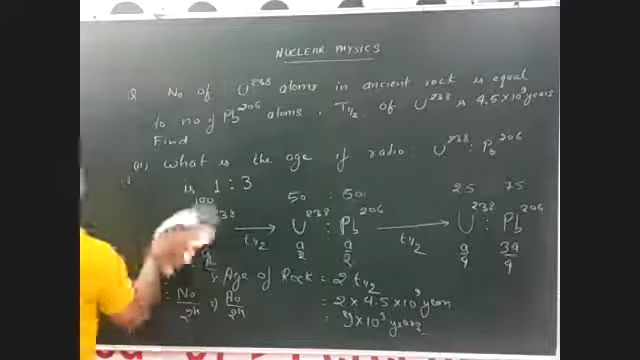 NUCLEAR PHYSICS
Q No of U²³⁸ atoms in ancient rock is equal
to no of Pb²⁰⁶ atoms. T½ of U²³⁸ is 4.5×10⁹ years
Find
(ii) What is the age if radio: U²³⁸ : Pb²⁰⁶
is 1 : 3
100 50 : 50 25 75
238 → t½ U²³⁸ : Pb²⁰⁶ → t½ U²³⁸ : Pb²⁰⁶
a/2 a/2 a/4 3a/4
Age of Rock = 2 t½
= 2 × 4.5×10⁹ years
= 9×10⁹ years